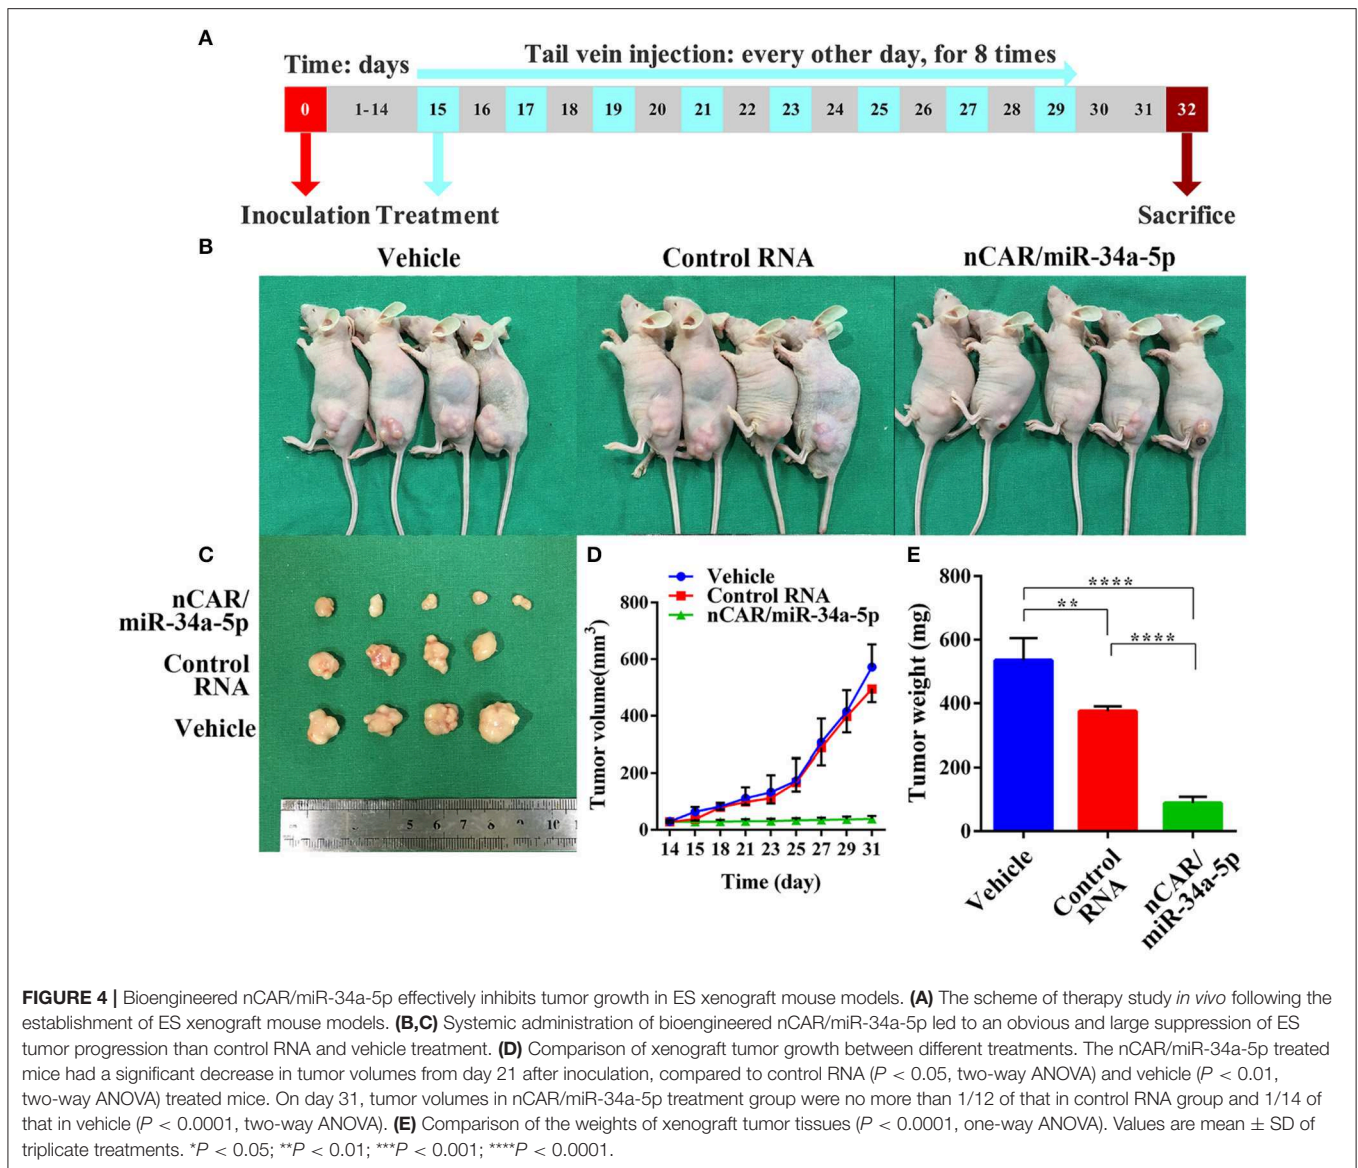 A
Time: days
Tail vein injection: every other day, for 8 times
0 1-14 15 16 17 18 19 20 21 22 23 24 25 26 27 28 29 30 31 32
Inoculation Treatment Sacrifice
B
Vehicle Control RNA nCAR/miR-34a-5p
C
nCAR/
miR-34a-5p
Control
RNA
Vehicle
5 6 7 8 9 10
D
Vehicle
Control RNA
nCAR/miR-34a-5p
Tumor volume(mm³)
800
600
400
200
0
14 15 18 21 23 25 27 29 31
Time (day)
E
Tumor weight (mg)
800
600
400
200
0
****
**
****
Vehicle
Control
RNA
nCAR/
miR-34a-5p
FIGURE 4 | Bioengineered nCAR/miR-34a-5p effectively inhibits tumor growth in ES xenograft mouse models. (A) The scheme of therapy study in vivo following the
establishment of ES xenograft mouse models. (B,C) Systemic administration of bioengineered nCAR/miR-34a-5p led to an obvious and large suppression of ES
tumor progression than control RNA and vehicle treatment. (D) Comparison of xenograft tumor growth between different treatments. The nCAR/miR-34a-5p treated
mice had a significant decrease in tumor volumes from day 21 after inoculation, compared to control RNA (P < 0.05, two-way ANOVA) and vehicle (P < 0.01,
two-way ANOVA) treated mice. On day 31, tumor volumes in nCAR/miR-34a-5p treatment group were no more than 1/12 of that in control RNA group and 1/14 of
that in vehicle (P < 0.0001, two-way ANOVA). (E) Comparison of the weights of xenograft tumor tissues (P < 0.0001, one-way ANOVA). Values are mean ± SD of
triplicate treatments. *P < 0.05; **P < 0.01; ***P < 0.001; ****P < 0.0001.